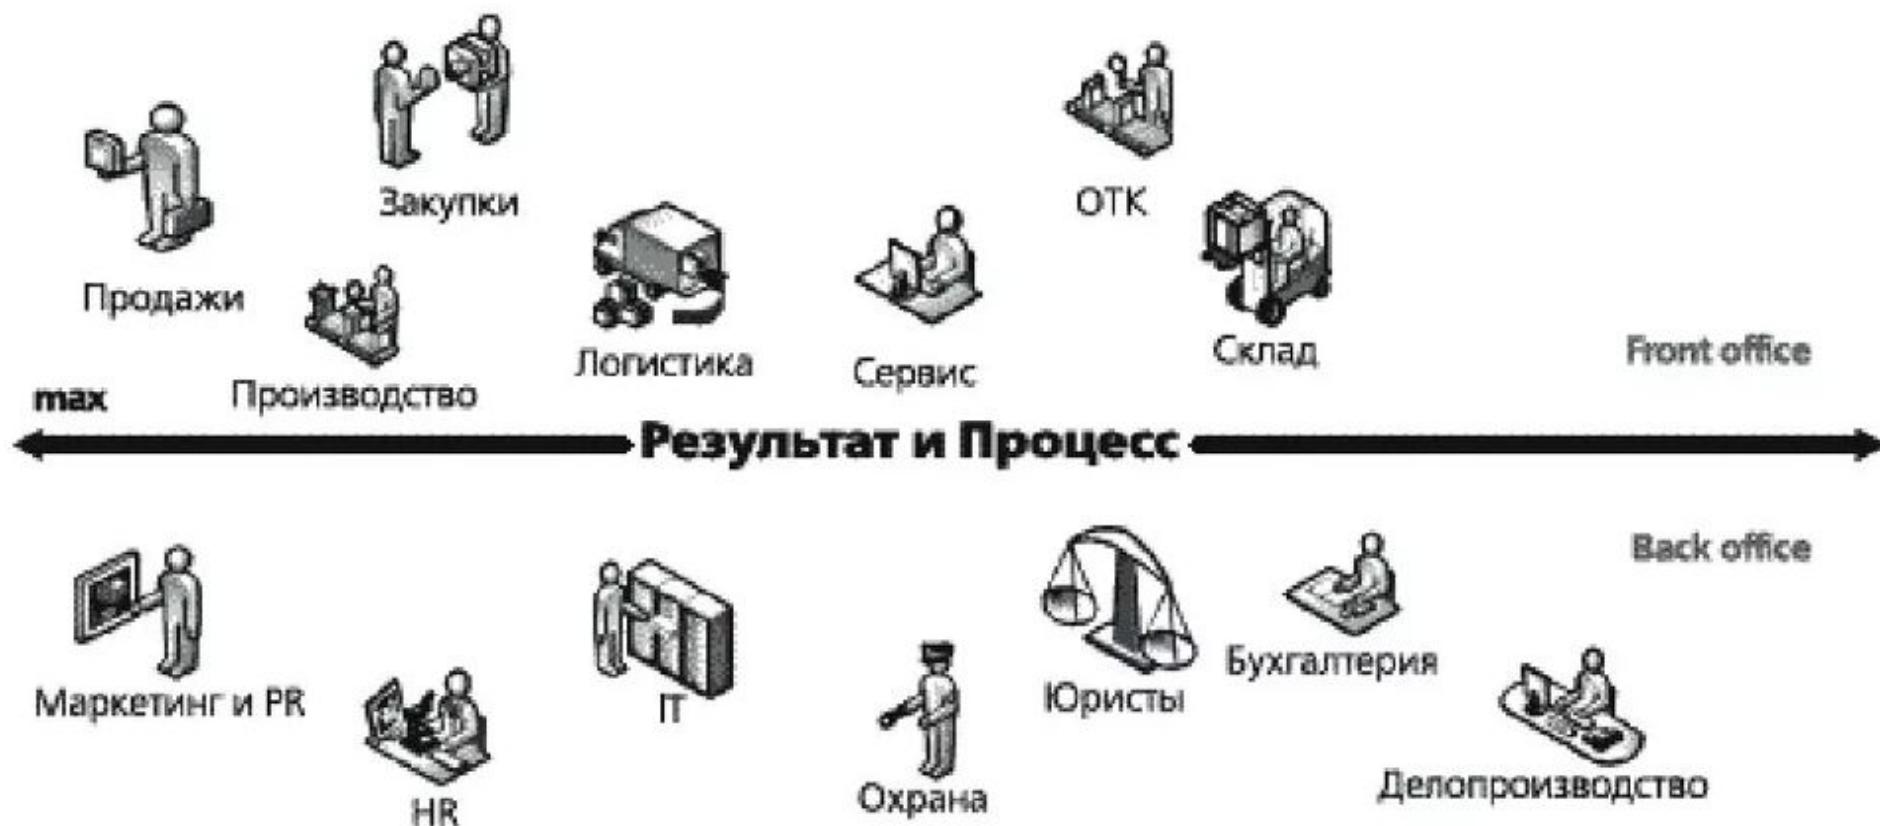 Закупки
ОТК
Продажи
Логистика
Сервис
Склад
Front office
max
Производство
Результат и Процесс
Back office
Маркетинг и PR
IT
Юристы
Бухгалтерия
HR
Охрана
Делопроизводство